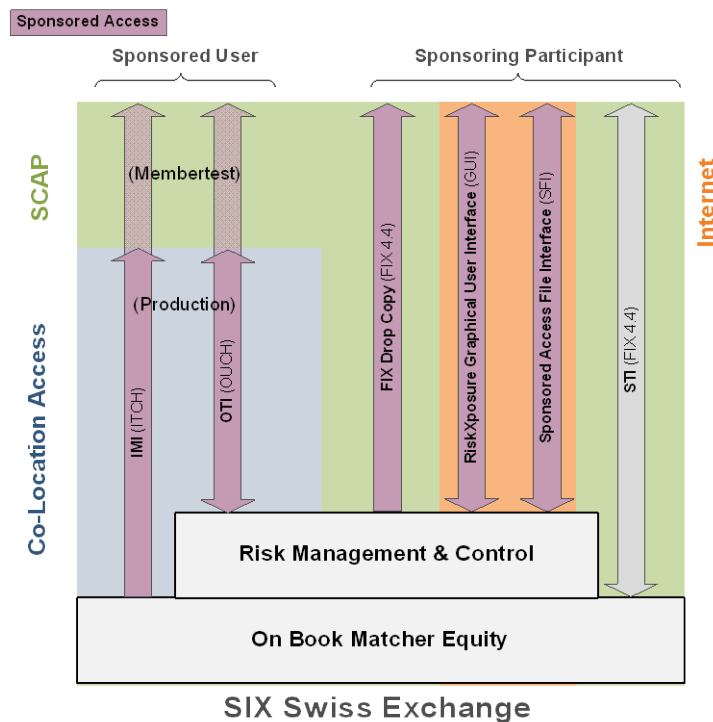 Sponsored Access
Sponsored User
Sponsoring Participant
SCAP
Internet
Co-Location Access
(Membertest)
(Production)
IMI (ITCH)
OTI (OUCH)
FIX Drop Copy (FIX 4.4)
RiskXposure Graphical User Interface (GUI)
Sponsored Access File Interface (SFI)
STI (FIX 4.4)
Risk Management & Control
On Book Matcher Equity
SIX Swiss Exchange